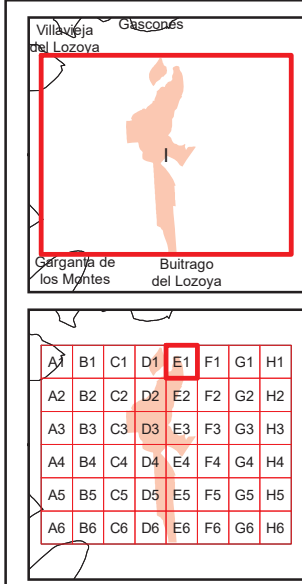 Villavieja
del Lozoya
Gascones
I
Garganta de
los Montes
Buitrago
del Lozoya
A1 B1 C1 D1 E1 F1 G1 H1
A2 B2 C2 D2 E2 F2 G2 H2
A3 B3 C3 D3 E3 F3 G3 H3
A4 B4 C4 D4 E4 F4 G4 H4
A5 B5 C5 D5 E5 F5 G5 H5
A6 B6 C6 D6 E6 F6 G6 H6